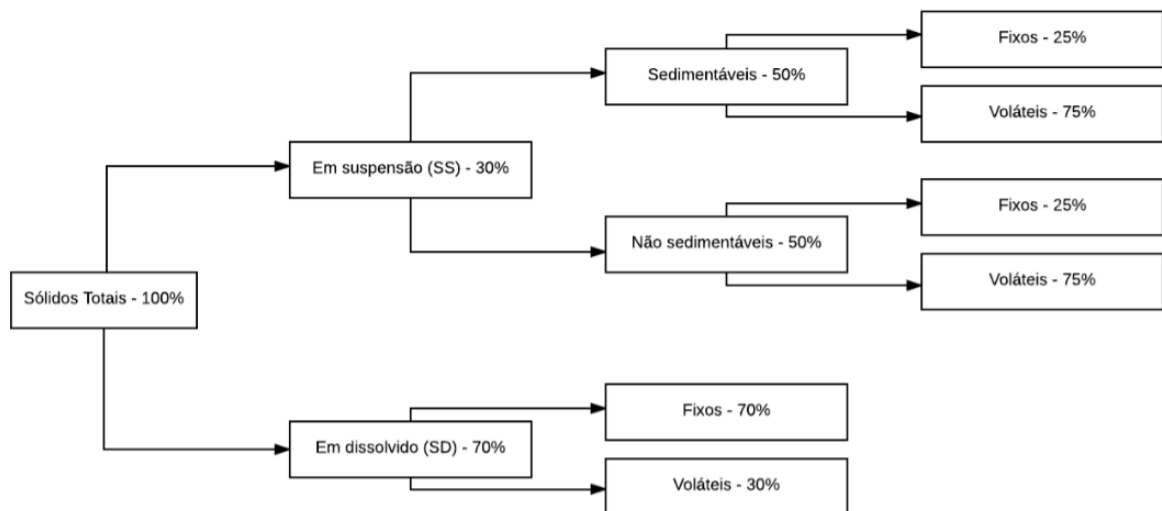 Fixos - 25%
Sedimentáveis - 50%
Voláteis - 75%
Em suspensão (SS) - 30%
Fixos - 25%
Não sedimentáveis - 50%
Voláteis - 75%
Sólidos Totais - 100%
Fixos - 70%
Em dissolvido (SD) - 70%
Voláteis - 30%